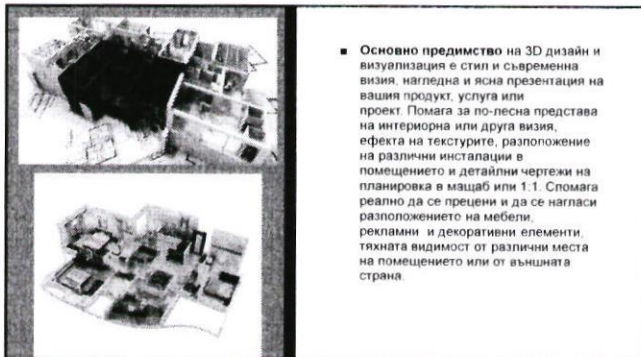 ▪ Основно предимство на 3D дизайн и
визуализация е стил и съвременна
визия, нагледна и ясна презентация на
вашия продукт, услуга или
проект. Помага за по-лесна представа
на интериорна или друга визия,
ефекта на текстурите, разположение
на различни инсталации в
помещението и детайлни чертежи на
планировка в мащаб или 1:1. Спомага
реално да се прецени и да се нагласи
разположението на мебели,
рекламни и декоративни елементи,
тяхната видимост от различни места
на помещението или от външната
страна.